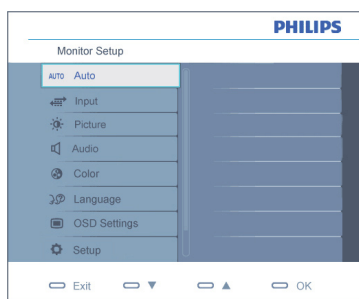 PHILIPS
Monitor Setup
AUTO Auto
Input
Picture
Audio
Color
Language
OSD Settings
Setup
Exit ▼ ▲ OK